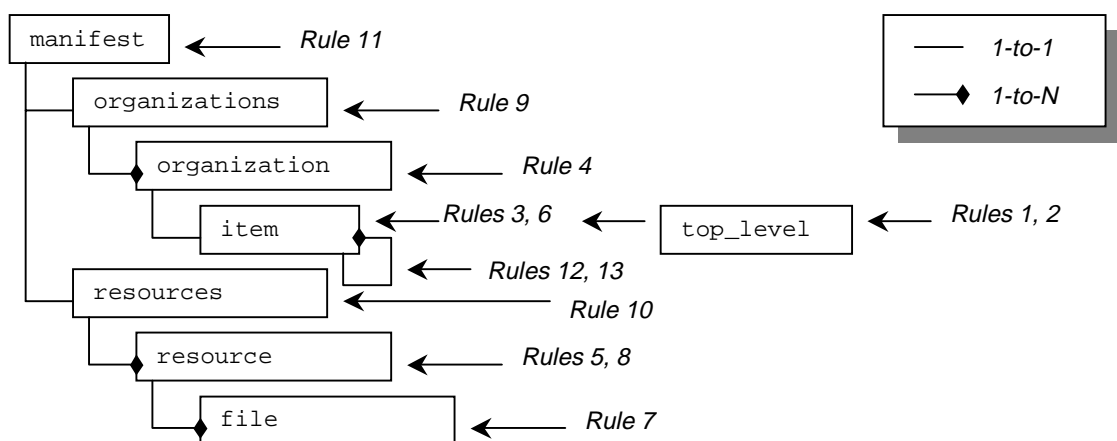 manifest
Rule 11
1-to-1
organizations
Rule 9
1-to-N
organization
Rule 4
item
Rules 3, 6
top_level
Rules 1, 2
Rules 12, 13
resources
Rule 10
resource
Rules 5, 8
file
Rule 7